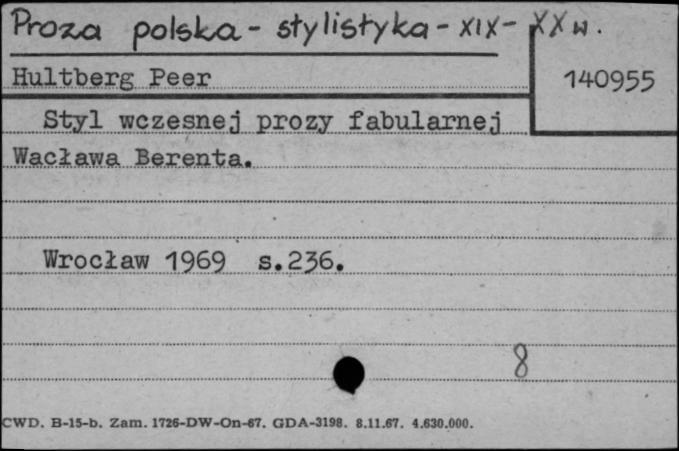 Proza polska - stylistyka - XIX - XX w.
Hultberg Peer
140955
Styl wczesnej prozy fabularnej
Wacława Berenta.
Wrocław 1969 s.236.
8
CWD. B-15-b. Zam. 1726-DW-On-67. GDA-3198. 8.11.67. 4.630.000.